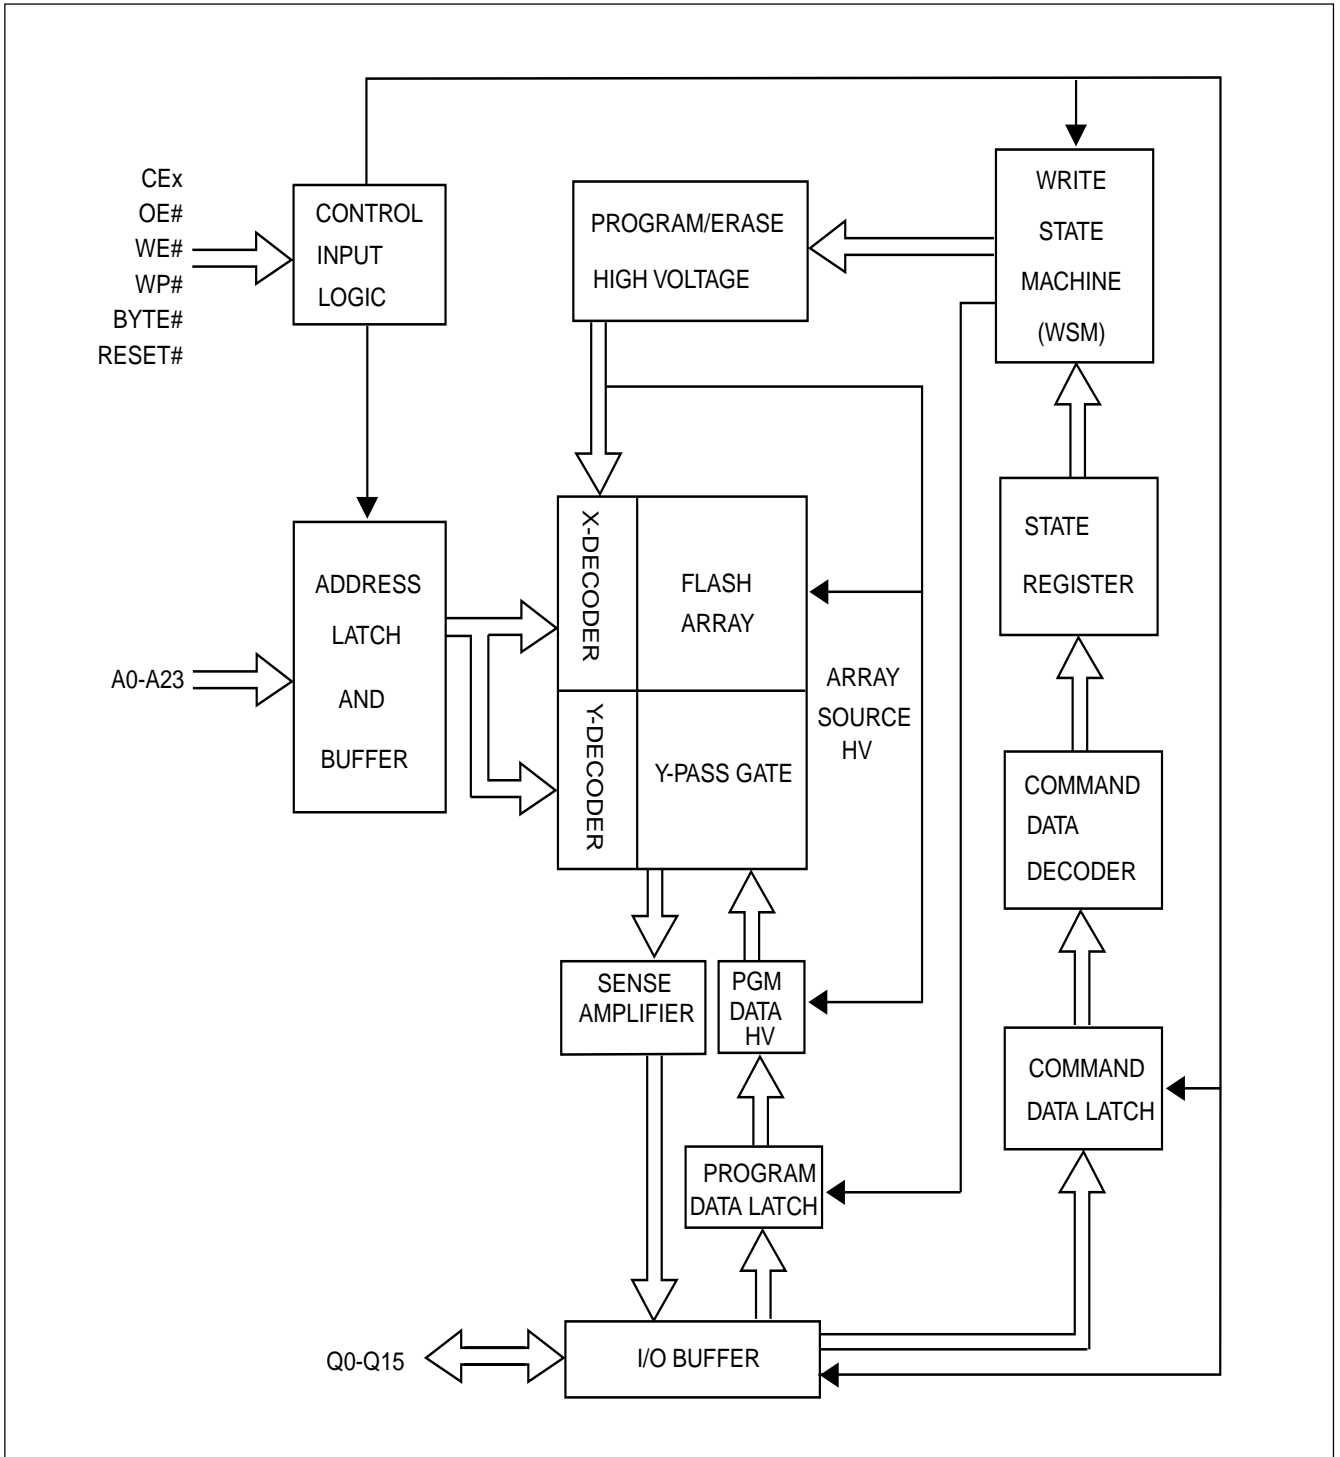 CEx
OE#
WE#
WP#
BYTE#
RESET#
CONTROL
INPUT
LOGIC
PROGRAM/ERASE
HIGH VOLTAGE
WRITE
STATE
MACHINE
(WSM)
A0-A23
ADDRESS
LATCH
AND
BUFFER
X-DECODER
FLASH
ARRAY
Y-DECODER
Y-PASS GATE
ARRAY
SOURCE
HV
STATE
REGISTER
COMMAND
DATA
DECODER
SENSE
AMPLIFIER
PGM
DATA
HV
COMMAND
DATA LATCH
PROGRAM
DATA LATCH
Q0-Q15
I/O BUFFER